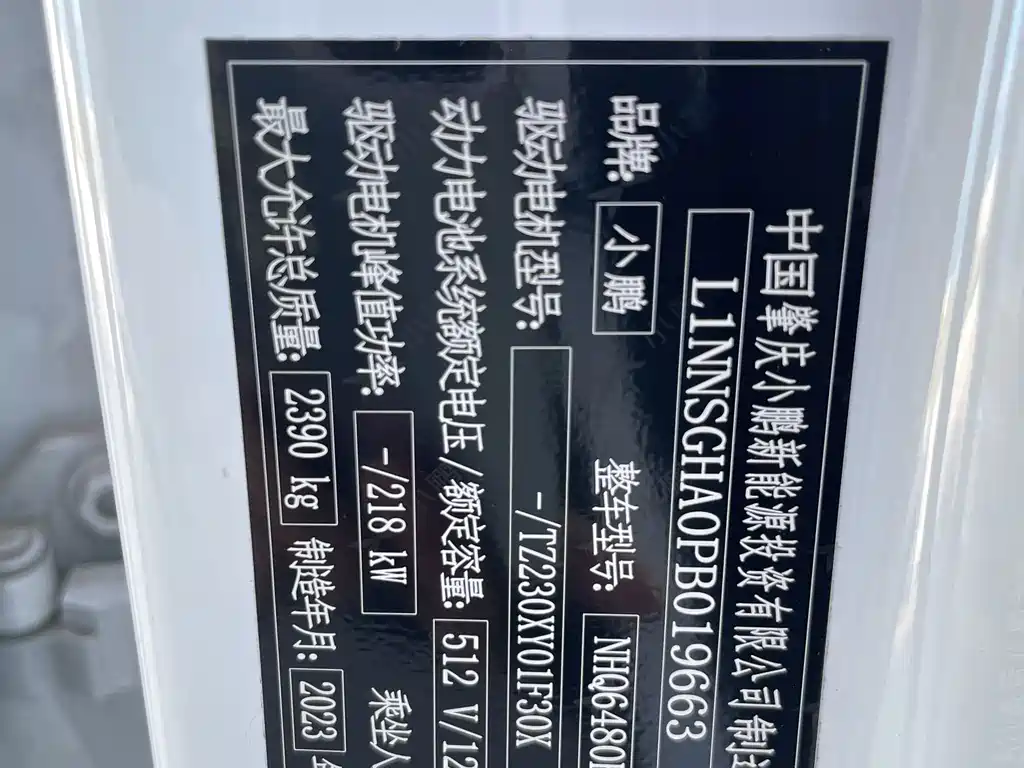 中国肇庆小鹏新能源投资有限公司制造
L1NNSGHA0PB019663
品牌: 小鹏 整车型号: NHQ6480
驱动电机型号: -/TZ230XY01F30X
动力电池系统额定电压/额定容量: 512 V/12
驱动电机峰值功率: -/218 kW 乘坐人
最大允许总质量: 2390 kg 制造年月: 2023